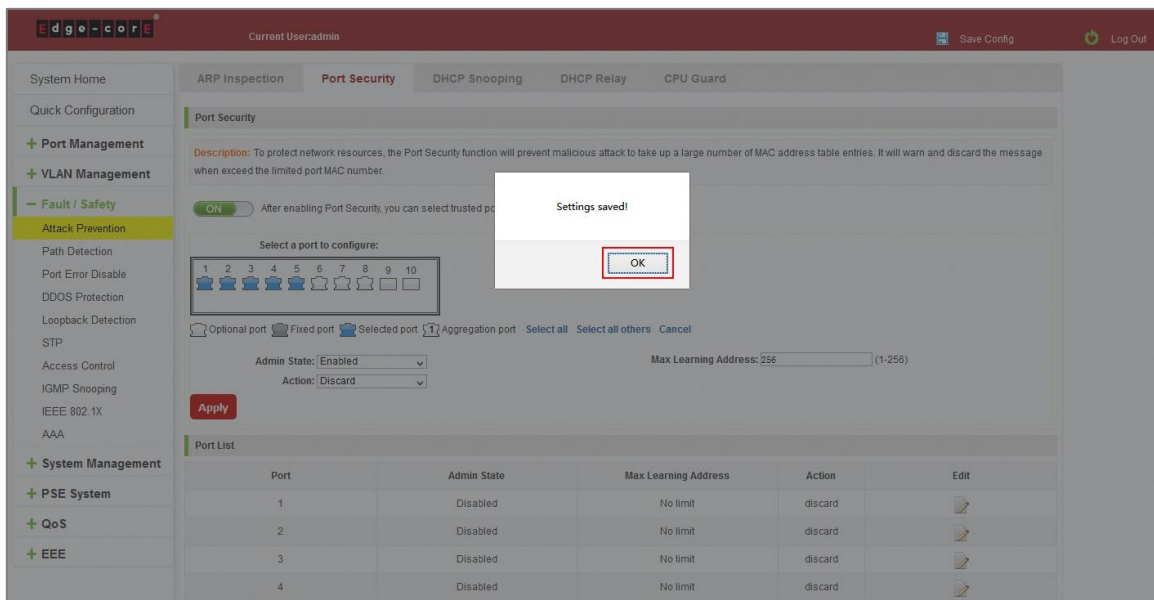 Edge-corE®
Current User:admin
Save Config
Log Out
System Home
Quick Configuration
+ Port Management
+ VLAN Management
− Fault / Safety
Attack Prevention
Path Detection
Port Error Disable
DDOS Protection
Loopback Detection
STP
Access Control
IGMP Snooping
IEEE 802.1X
AAA
+ System Management
+ PSE System
+ QoS
+ EEE
ARP Inspection Port Security DHCP Snooping DHCP Relay CPU Guard
Port Security
Description: To protect network resources, the Port Security function will prevent malicious attack to take up a large number of MAC address table entries. It will warn and discard the message
when exceed the limited port MAC number.
ON After enabling Port Security, you can select trusted
Settings saved!
OK
Select a port to configure:
1 2 3 4 5 6 7 8 9 10
Optional port Fixed port Selected port 1 Aggregation port Select all Select all others Cancel
Admin State: Enabled Max Learning Address: 256 (1-256)
Action: Discard
Apply
Port List
Port Admin State Max Learning Address Action Edit
1 Disabled No limit discard
2 Disabled No limit discard
3 Disabled No limit discard
4 Disabled No limit discard